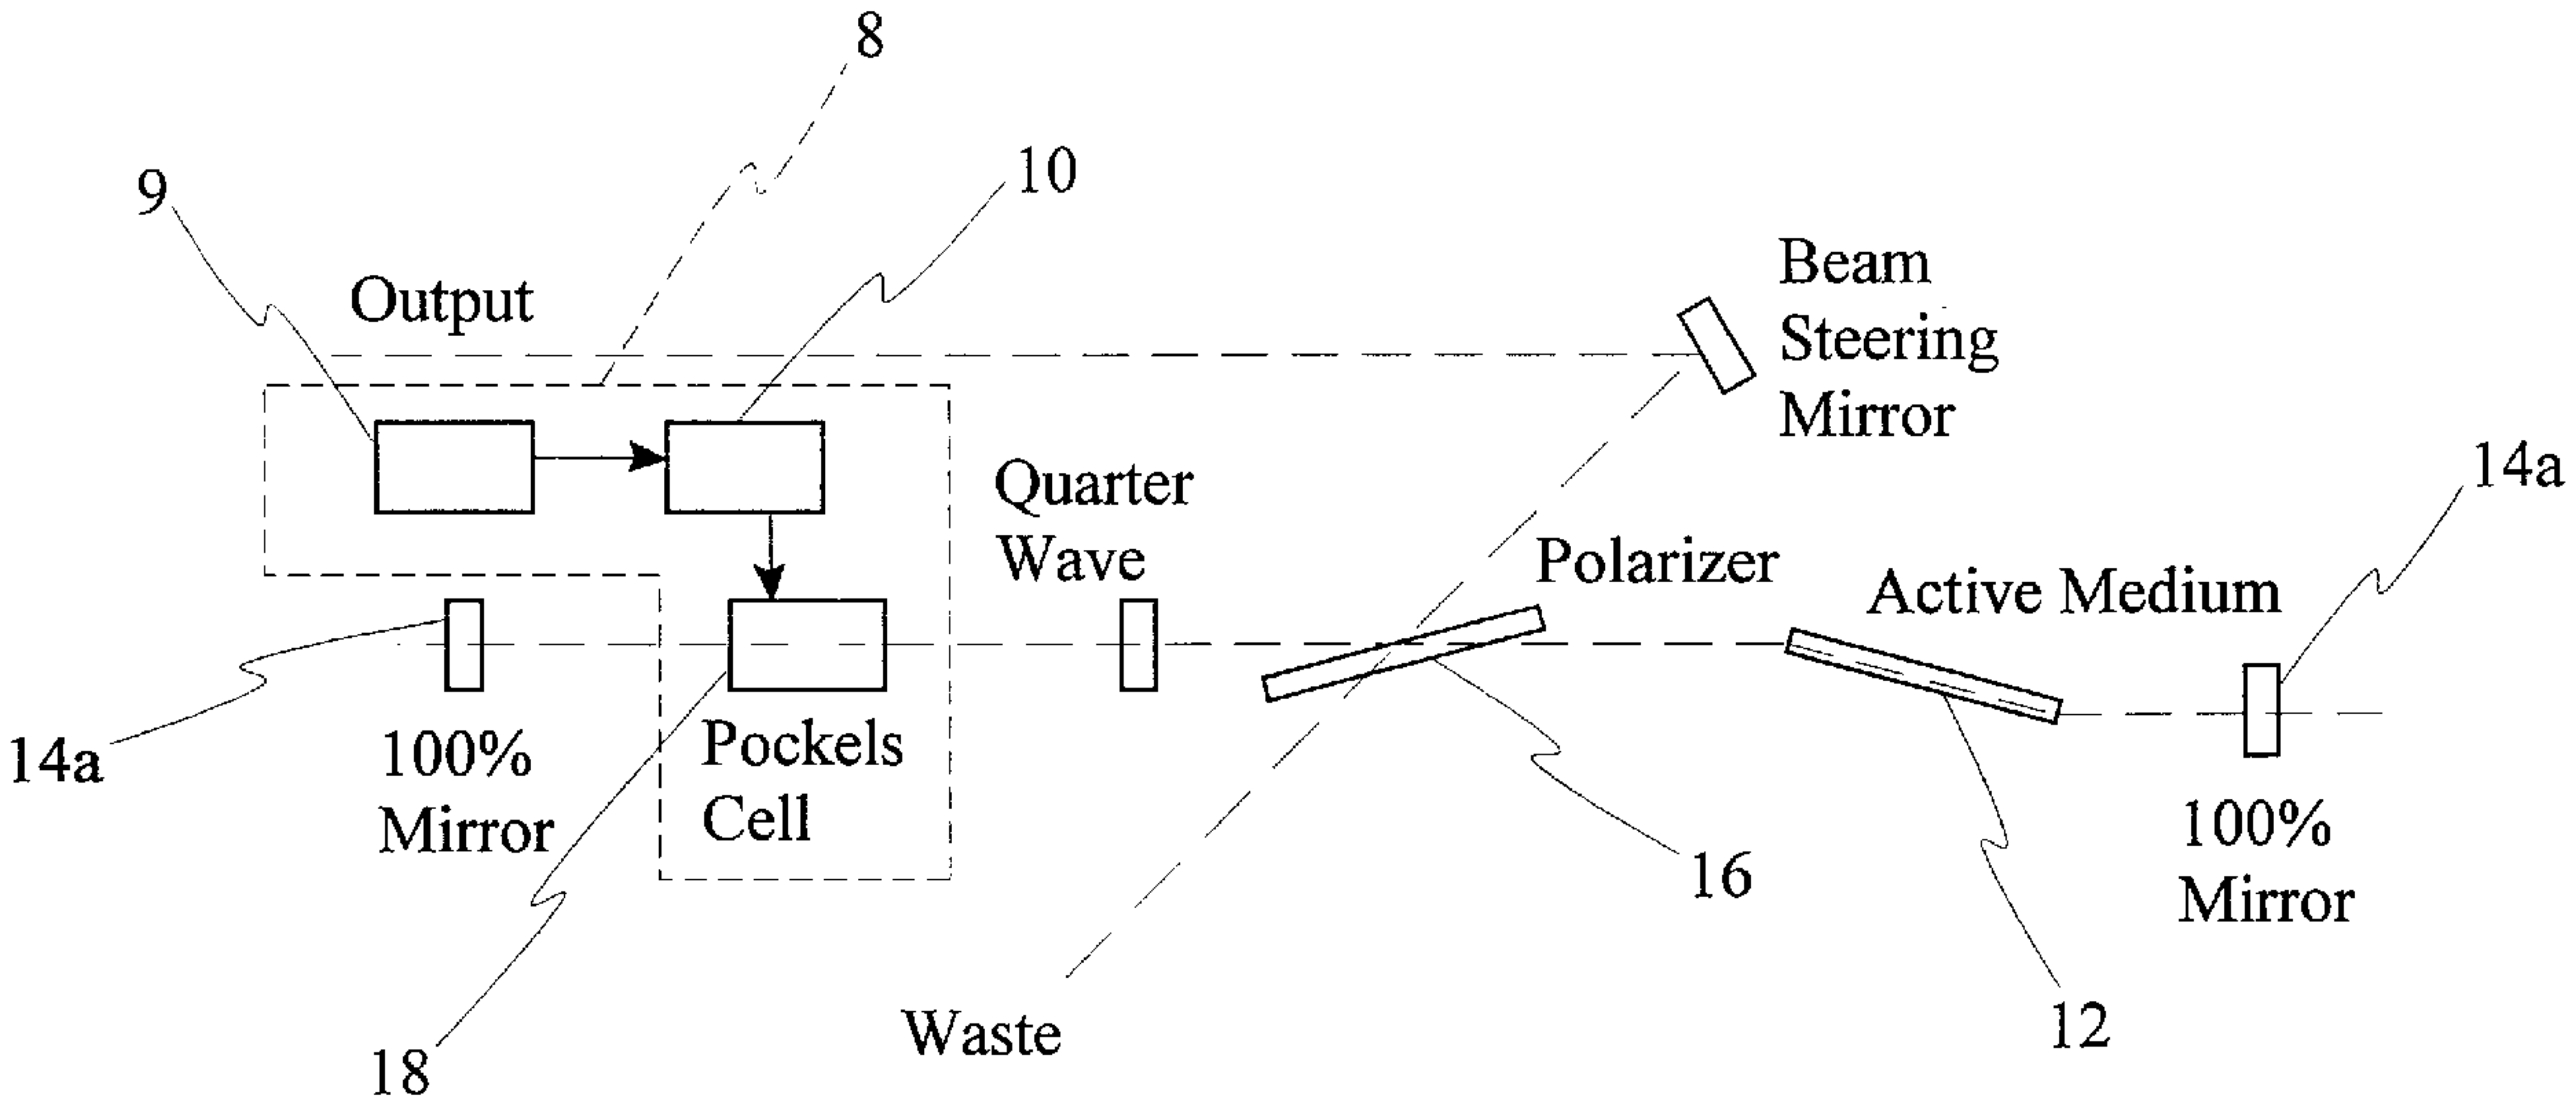 8
10
9
Output
Beam
Steering
Mirror
14a
Quarter
Wave
Polarizer
Active Medium
14a
100%
Mirror
Pockels
Cell
16
100%
Mirror
Waste
12
18